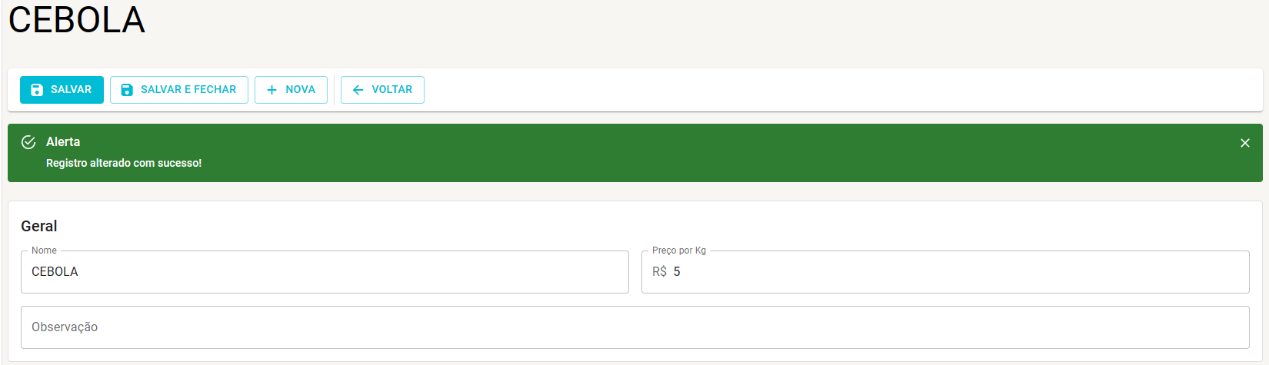 CEBOLA
SALVAR SALVAR E FECHAR NOVA VOLTAR
Alerta
Registro alterado com sucesso!
Geral
Nome Preço por Kg
CEBOLA R$ 5
Observação